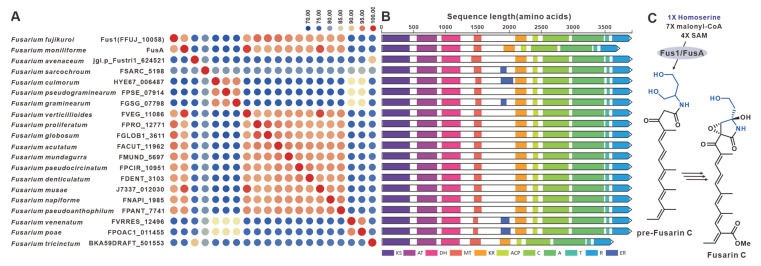 A
70.00 75.00 80.00 85.00 90.00 95.00 100.00
Fusarium fujikuroi Fus1(FFUJ_10058)
Fusarium moniliforme FusA
Fusarium avenaceum jgi.p_Fustri1_624521
Fusarium sarcochroum FSARC_5198
Fusarium culmorum HYE67_006487
Fusarium pseudograminearum FPSE_07914
Fusarium graminearum FGSG_07798
Fusarium verticillioides FVEG_11086
Fusarium proliferatum FPRO_12771
Fusarium globosum FGLOB1_3611
Fusarium acutatum FACUT_11962
Fusarium mundagurra FMUND_5697
Fusarium pseudocircinatum FPCIR_10951
Fusarium denticulatum FDENT_3103
Fusarium musae J7337_012030
Fusarium napiforme FNAPI_1985
Fusarium pseudoanthophilum FPANT_7741
Fusarium venenatum FVRRES_12496
Fusarium poae FPOAC1_011455
Fusarium tricinctum BKA59DRAFT_501553
B
Sequence length(amino acids)
0 500 1000 1500 2000 2500 3000 3500
KS AT DH MT KR ACP C A T R ER
C
1X Homoserine
7X malonyl-CoA
4X SAM
Fus1/FusA
HO
HO
NH
O
O
pre-Fusarin C
HO
O
OH
NH
O
O
O
OMe
Fusarin C